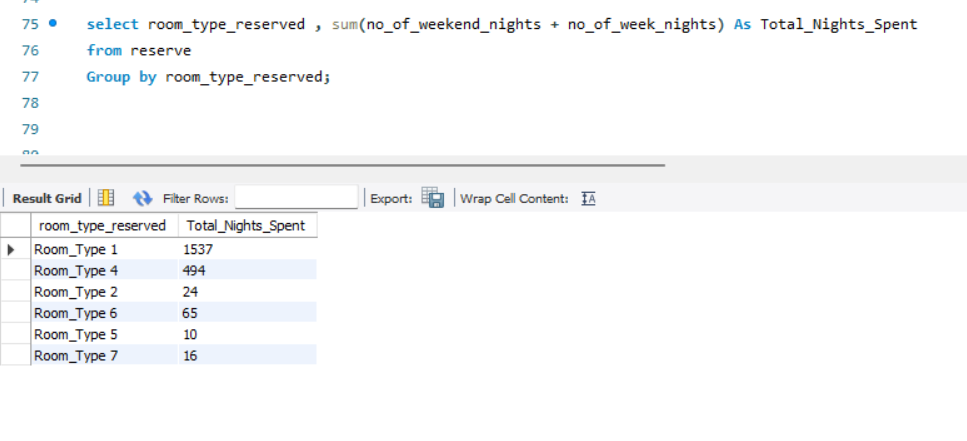 75 select room_type_reserved , sum(no_of_weekend_nights + no_of_week_nights) As Total_Nights_Spent
76 from reserve
77 Group by room_type_reserved;
78
79
Result Grid Filter Rows: Export: Wrap Cell Content:
room_type_reserved Total_Nights_Spent
Room_Type 1 1537
Room_Type 4 494
Room_Type 2 24
Room_Type 6 65
Room_Type 5 10
Room_Type 7 16